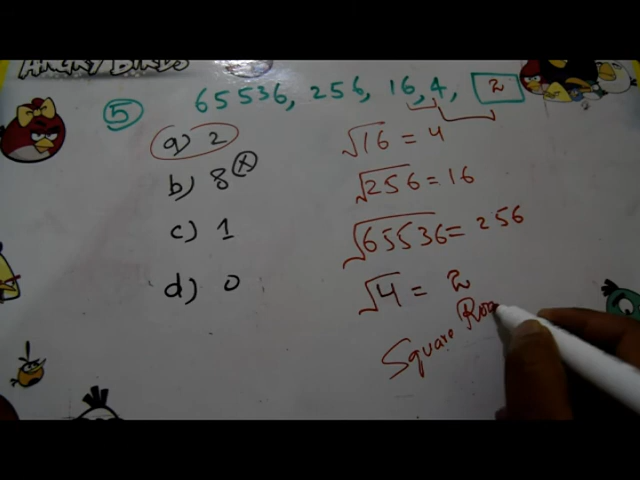 ANGRY BIRDS
5 65536, 256, 16, 4, 2
a) 2
b) 8 x
c) 1
d) 0
√16 = 4
√256 = 16
√65536 = 256
√4 = 2
Square Roo